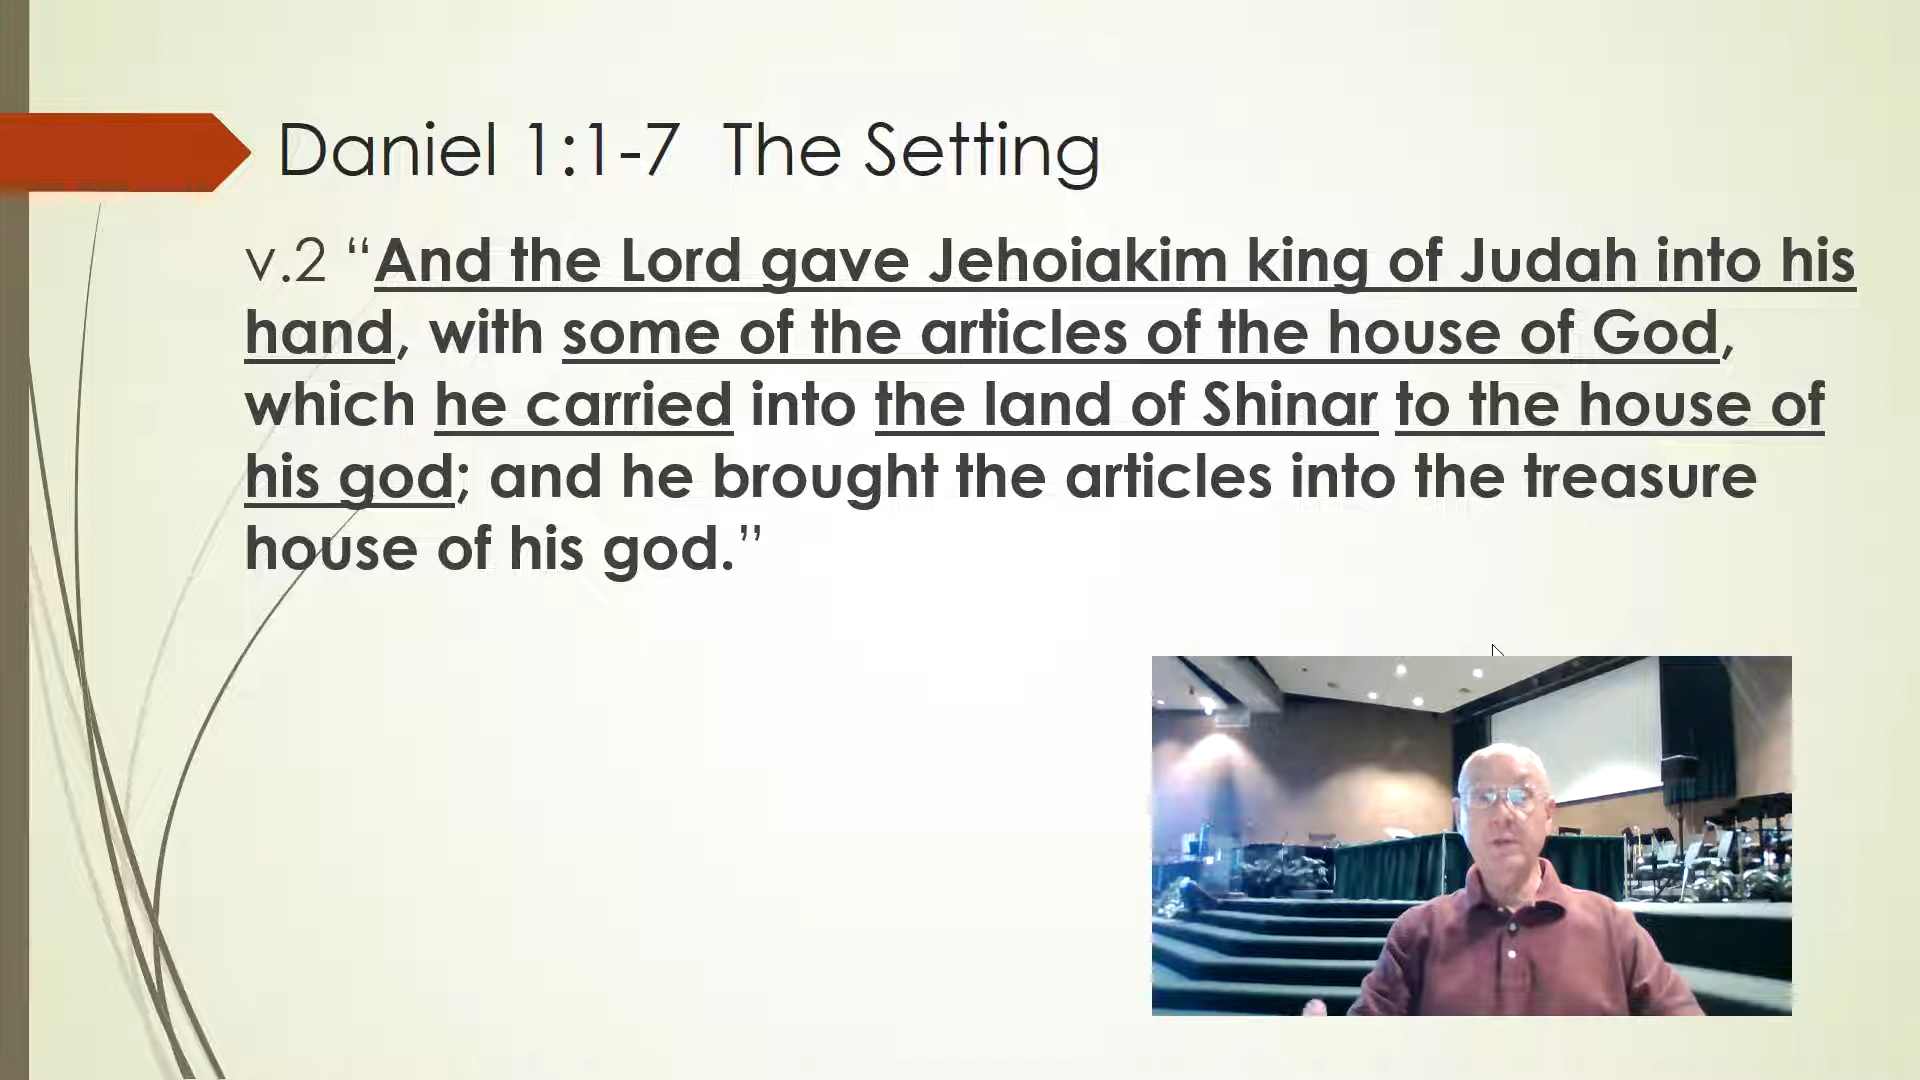 Daniel 1:1-7 The Setting
v.2 “And the Lord gave Jehoiakim king of Judah into his
hand, with some of the articles of the house of God,
which he carried into the land of Shinar to the house of
his god; and he brought the articles into the treasure
house of his god.”